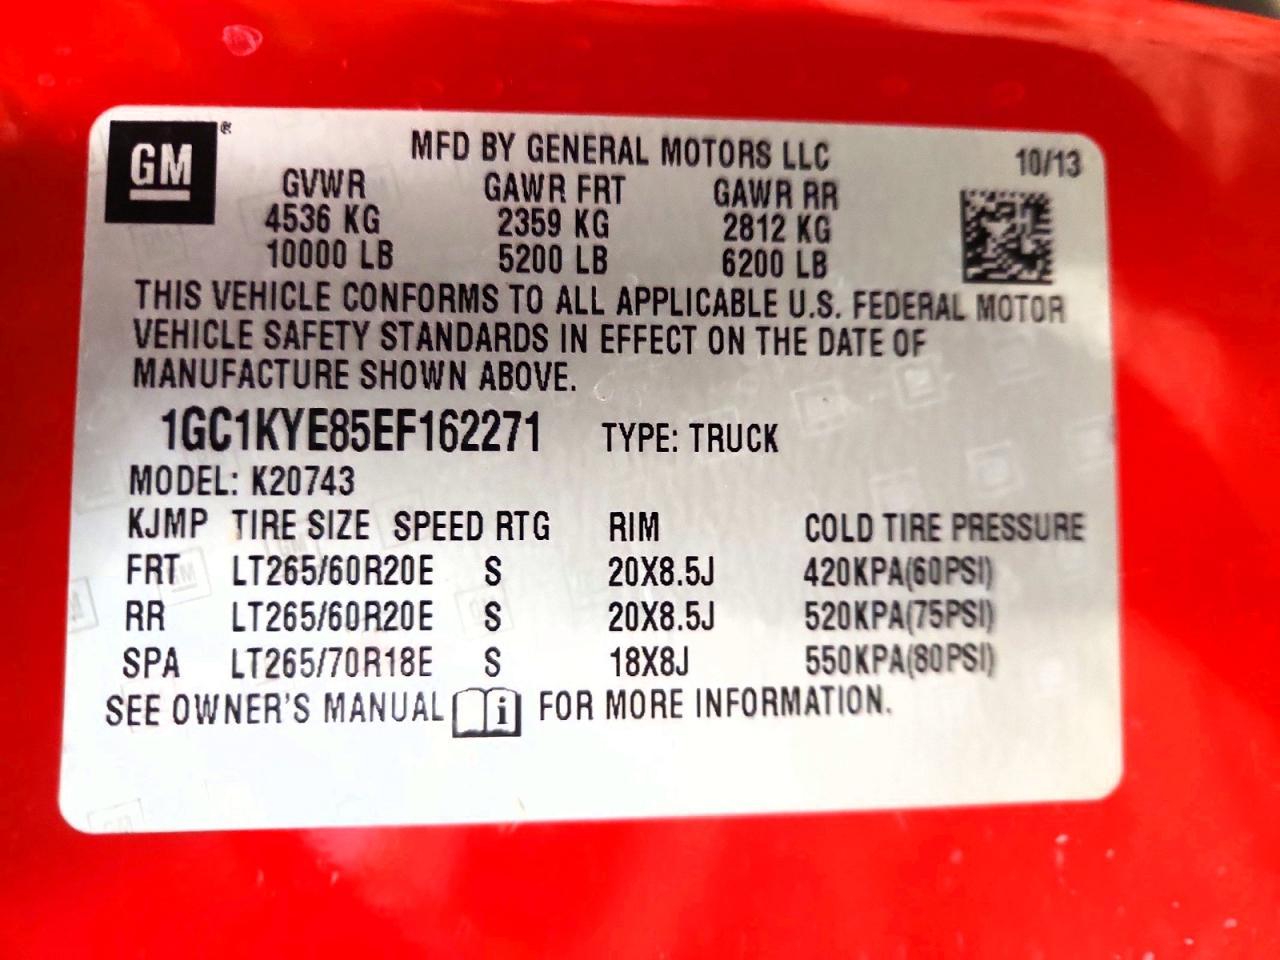 GM® MFD BY GENERAL MOTORS LLC 10/13
GVWR GAWR FRT GAWR RR
4536 KG 2359 KG 2812 KG
10000 LB 5200 LB 6200 LB
THIS VEHICLE CONFORMS TO ALL APPLICABLE U.S. FEDERAL MOTOR
VEHICLE SAFETY STANDARDS IN EFFECT ON THE DATE OF
MANUFACTURE SHOWN ABOVE.
1GC1KYE85EF162271 TYPE: TRUCK
MODEL: K20743
KJMP TIRE SIZE SPEED RTG RIM COLD TIRE PRESSURE
FRT LT265/60R20E S 20X8.5J 420KPA(60PSI)
RR LT265/60R20E S 20X8.5J 520KPA(75PSI)
SPA LT265/70R18E S 18X8J 550KPA(80PSI)
SEE OWNER'S MANUAL i FOR MORE INFORMATION.